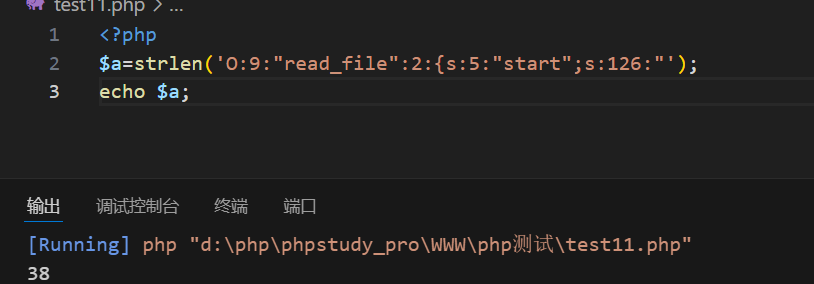 test11.php > ...
1 <?php
2 $a=strlen('O:9:"read_file":2:{s:5:"start";s:126:"');
3 echo $a;
输出 调试控制台 终端 端口
[Running] php "d:\php\phpstudy_pro\WWW\php测试\test11.php"
38